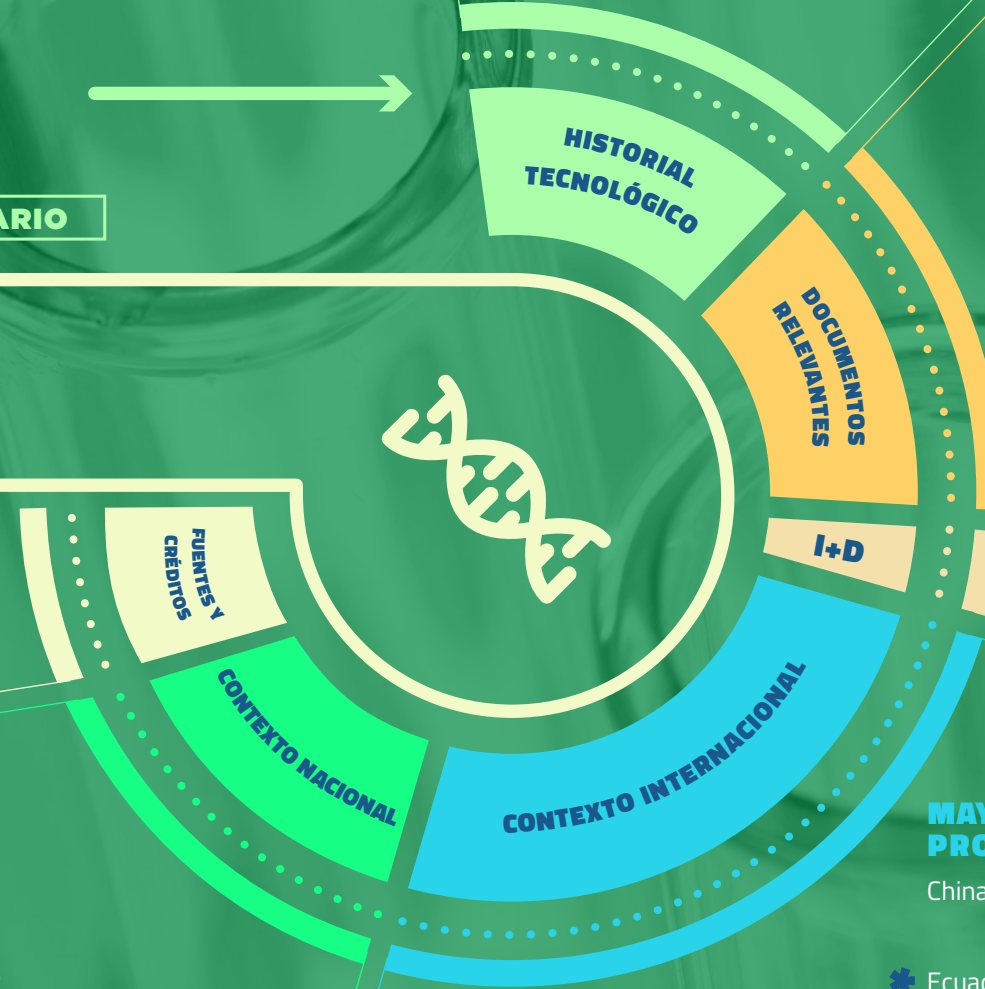 HISTORIAL
TECNOLÓGICO
ARIO
DOCUMENTOS
RELEVANTES
I+D
FUENTES Y
CRÉDITOS
CONTEXTO NACIONAL
CONTEXTO INTERNACIONAL
MAY
PRO
China
Ecuad